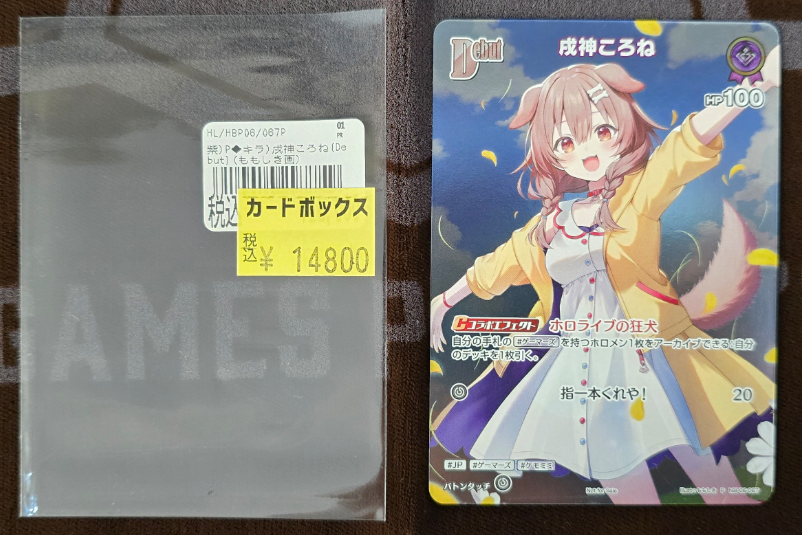 HL/HBP06/067P
01
PR
紫)P◆キラ)戌神ころね(De
but)(ももしき画)
税込
カードボックス
税込
¥ 14800
GAMES
Debut
戌神ころね
HP100
コラボエフェクト ホロライブの狂犬
自分の手札の #ゲーマーズ を持つホロメン1枚をアーカイブできる:自分
のデッキを1枚引く。
指一本くれや! 20
#JP #ゲーマーズ #ケモミミ
バトンタッチ